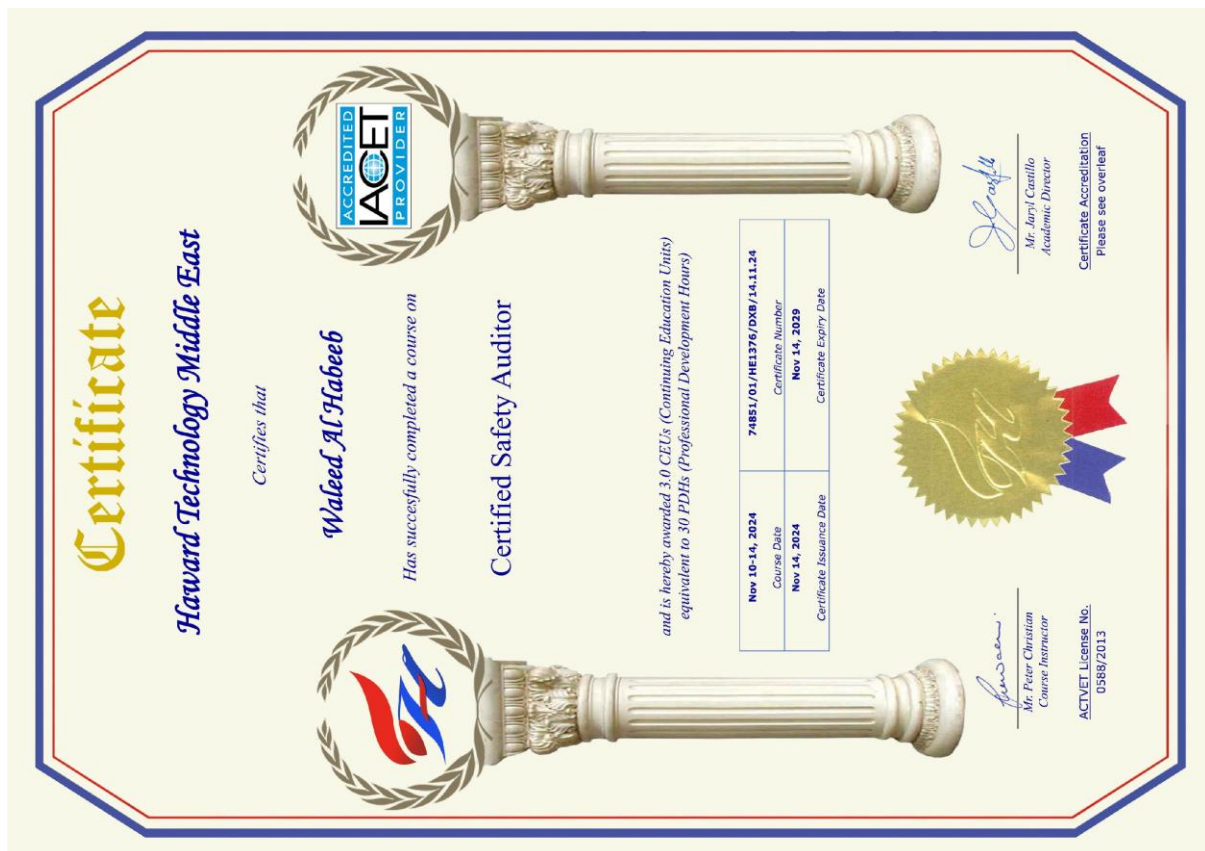 Certificate
Haward Technology Middle East
Certifies that
Waleed Al Habeeb
Has succesfully completed a course on
Certified Safety Auditor
ACCREDITED
IACET
PROVIDER
and is hereby awarded 3.0 CEUs (Continuing Education Units)
equivalent to 30 PDHs (Professional Development Hours)
Nov 10-14, 2024
Course Date
74851/01/HE1376/DXB/14.11.24
Certificate Number
Nov 14, 2024
Certificate Issuance Date
Nov 14, 2029
Certificate Expiry Date
Mr. Peter Christian
Course Instructor
ACTVET License No.
0588/2013
Mr. Jaryl Castillo
Academic Director
Certificate Accreditation
Please see overleaf